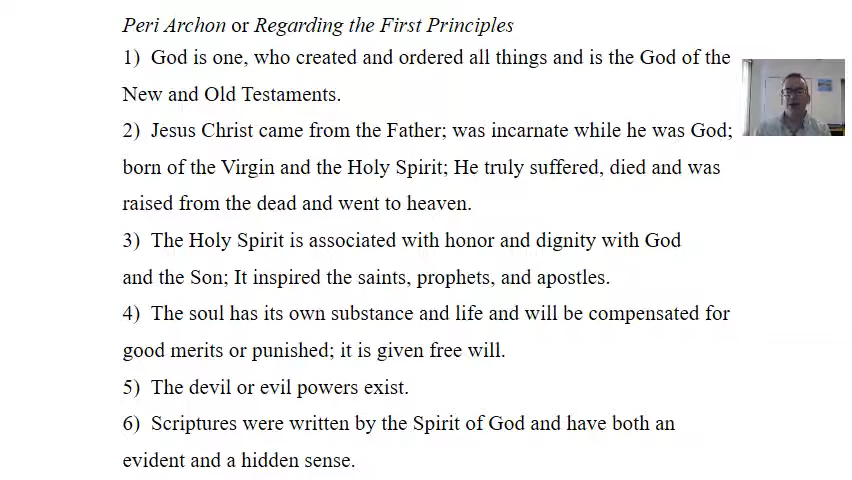 Peri Archon or Regarding the First Principles
1) God is one, who created and ordered all things and is the God of the
New and Old Testaments.
2) Jesus Christ came from the Father; was incarnate while he was God;
born of the Virgin and the Holy Spirit; He truly suffered, died and was
raised from the dead and went to heaven.
3) The Holy Spirit is associated with honor and dignity with God
and the Son; It inspired the saints, prophets, and apostles.
4) The soul has its own substance and life and will be compensated for
good merits or punished; it is given free will.
5) The devil or evil powers exist.
6) Scriptures were written by the Spirit of God and have both an
evident and a hidden sense.